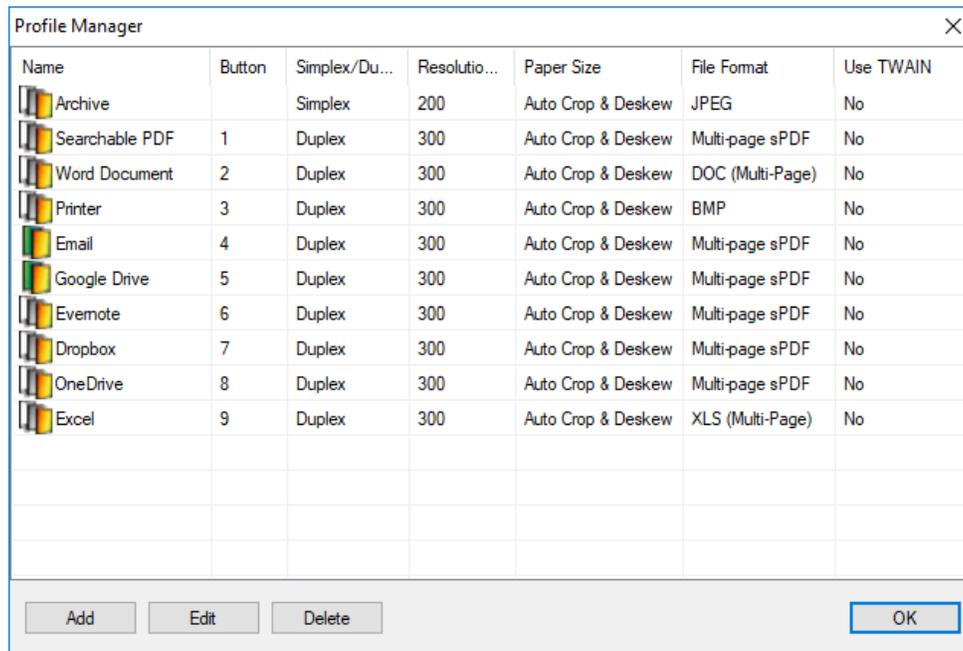 Profile Manager
Name Button Simplex/Du... Resolutio... Paper Size File Format Use TWAIN
Archive Simplex 200 Auto Crop & Deskew JPEG No
Searchable PDF 1 Duplex 300 Auto Crop & Deskew Multi-page sPDF No
Word Document 2 Duplex 300 Auto Crop & Deskew DOC (Multi-Page) No
Printer 3 Duplex 300 Auto Crop & Deskew BMP No
Email 4 Duplex 300 Auto Crop & Deskew Multi-page sPDF No
Google Drive 5 Duplex 300 Auto Crop & Deskew Multi-page sPDF No
Evernote 6 Duplex 300 Auto Crop & Deskew Multi-page sPDF No
Dropbox 7 Duplex 300 Auto Crop & Deskew Multi-page sPDF No
OneDrive 8 Duplex 300 Auto Crop & Deskew Multi-page sPDF No
Excel 9 Duplex 300 Auto Crop & Deskew XLS (Multi-Page) No
Add Edit Delete OK